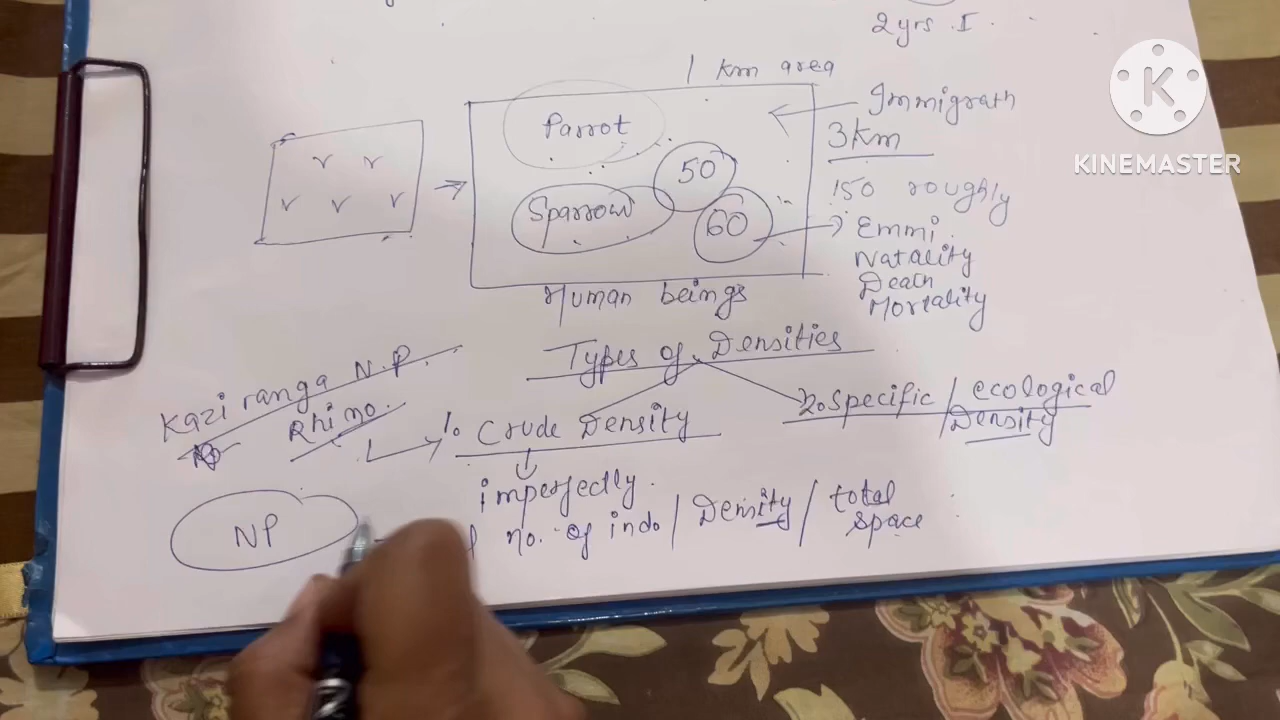 2 yrs I.
1 km area
Parrot
50
Sparrow
60
Immigrath
3km
150 roughly
Emmi.
Natality
Death
Mortality
Human beings
Types of Densities
Kaziranga N.P.
Rhino.
1. Crude Density
2. Specific / ecological
Density
imperfectly.
no. of indo / Density / total
space
NP
K
KINEMASTER